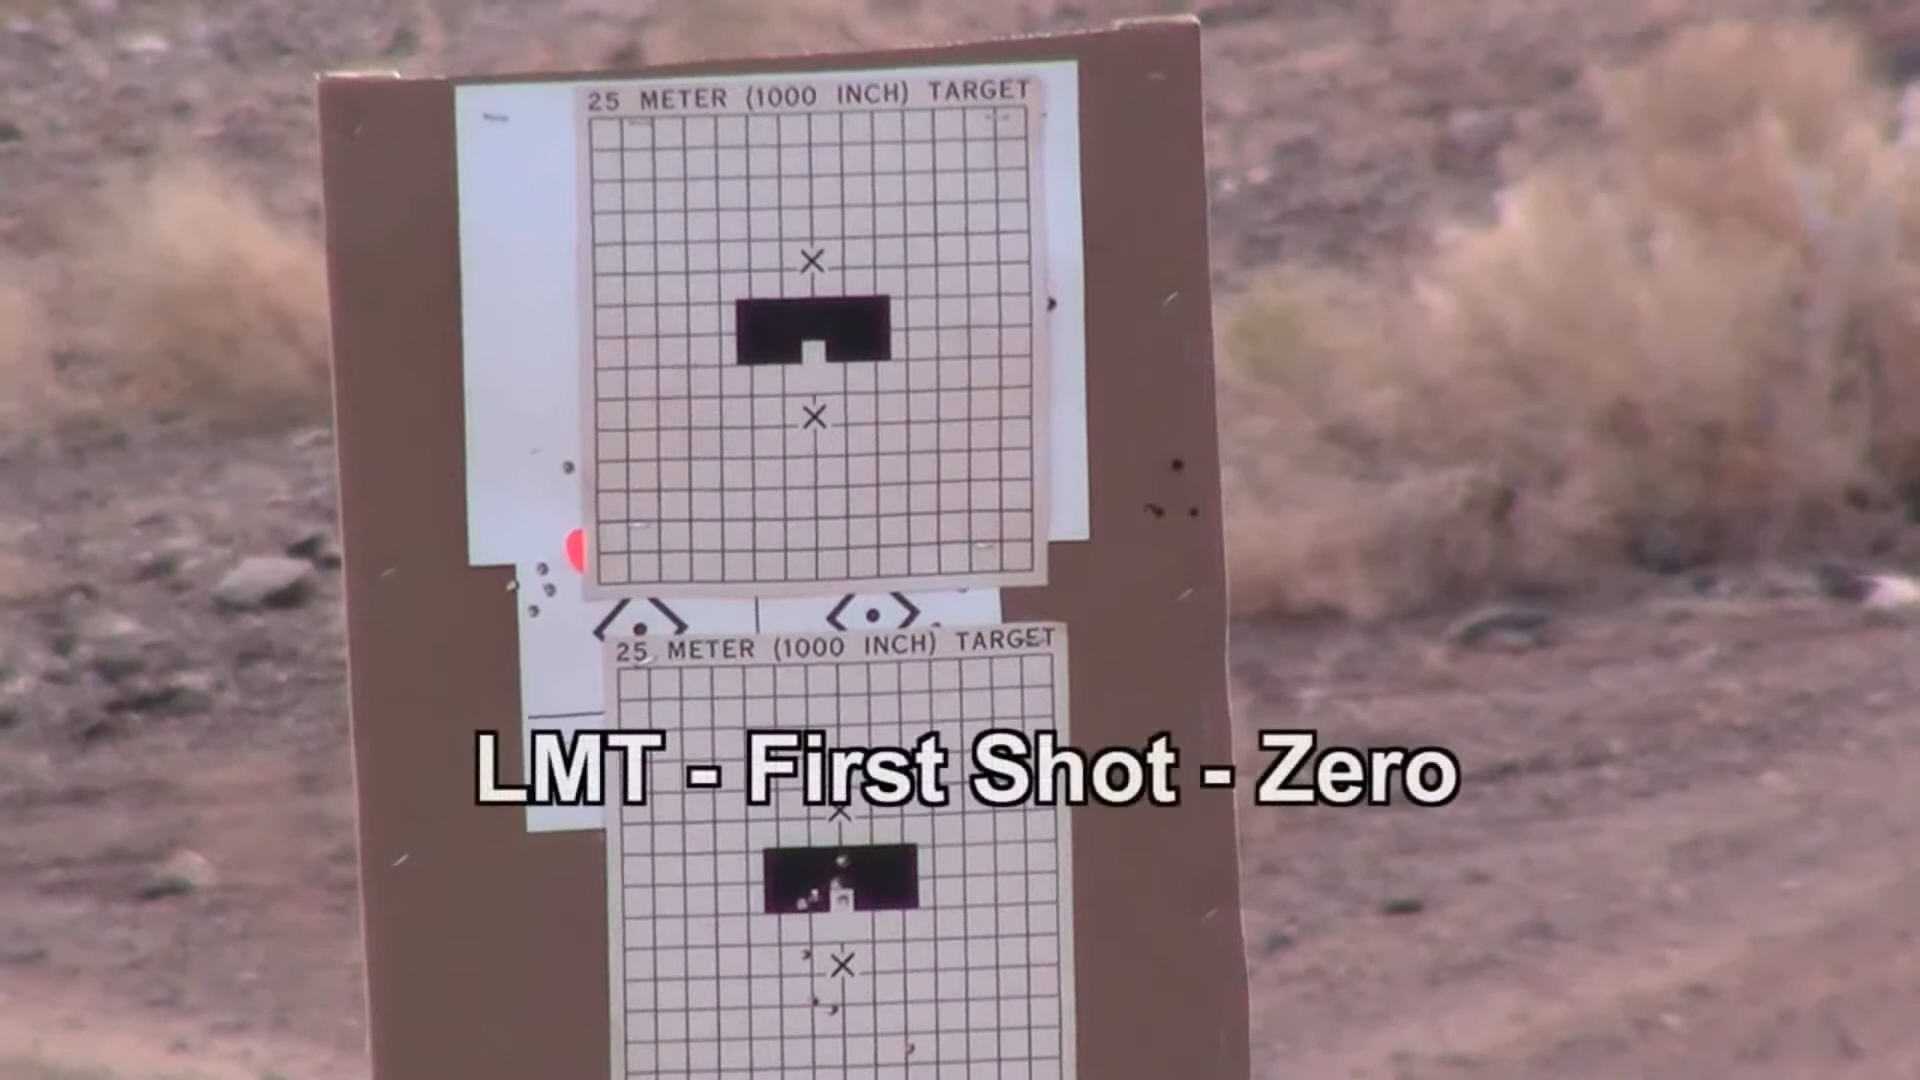 25 METER (1000 INCH) TARGET
25 METER (1000 INCH) TARGET
LMT - First Shot - Zero